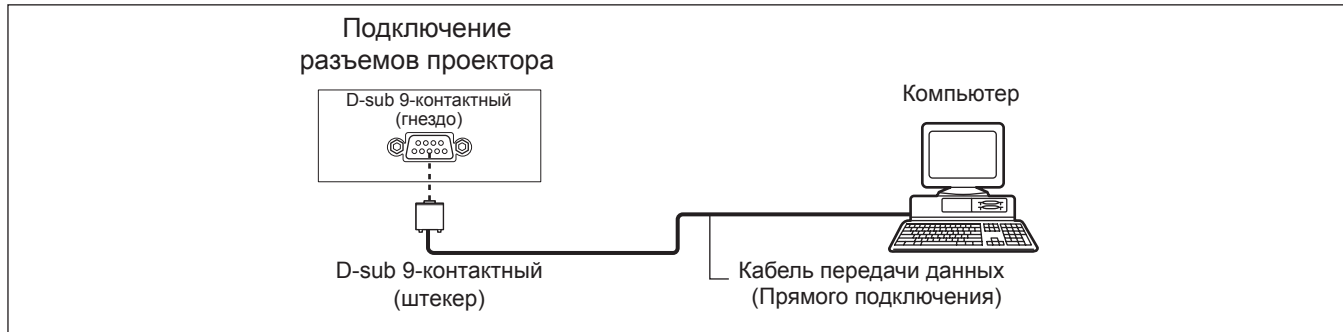 Подключение
разъемов проектора
D-sub 9-контактный
(гнездо)
Компьютер
D-sub 9-контактный
(штекер)
Кабель передачи данных
(Прямого подключения)